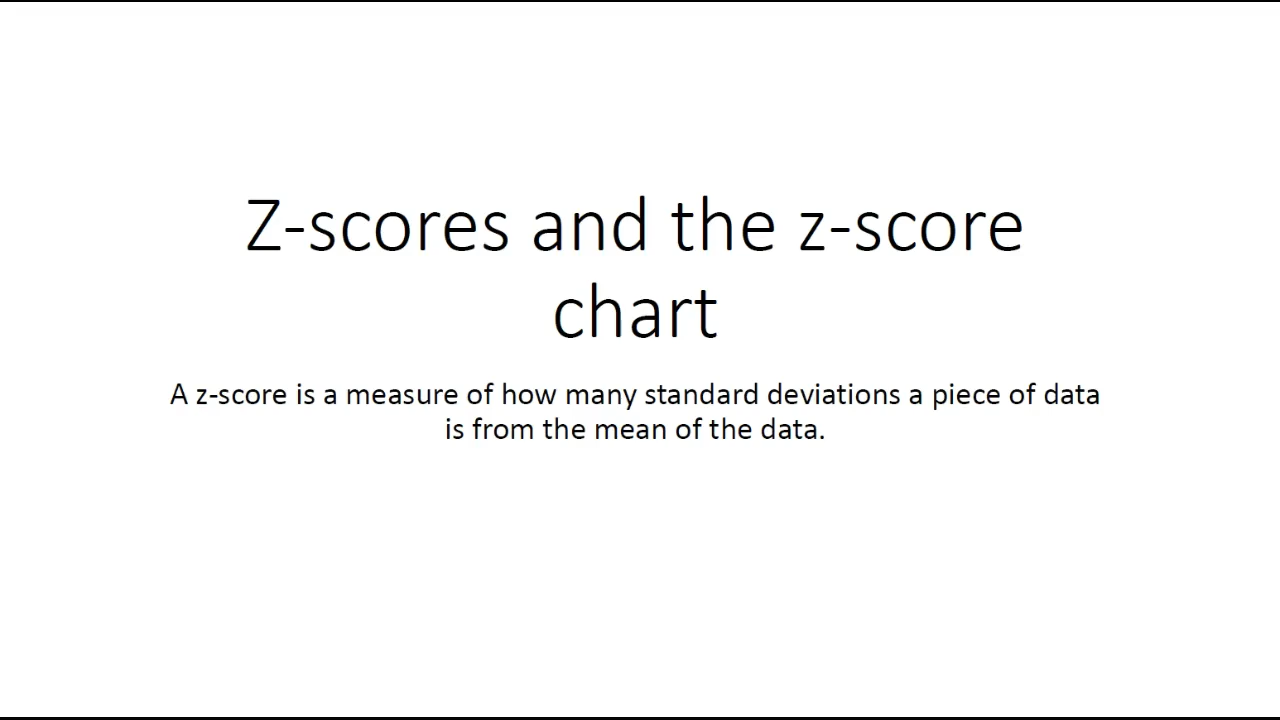 Z-scores and the z-score
chart
A z-score is a measure of how many standard deviations a piece of data
is from the mean of the data.